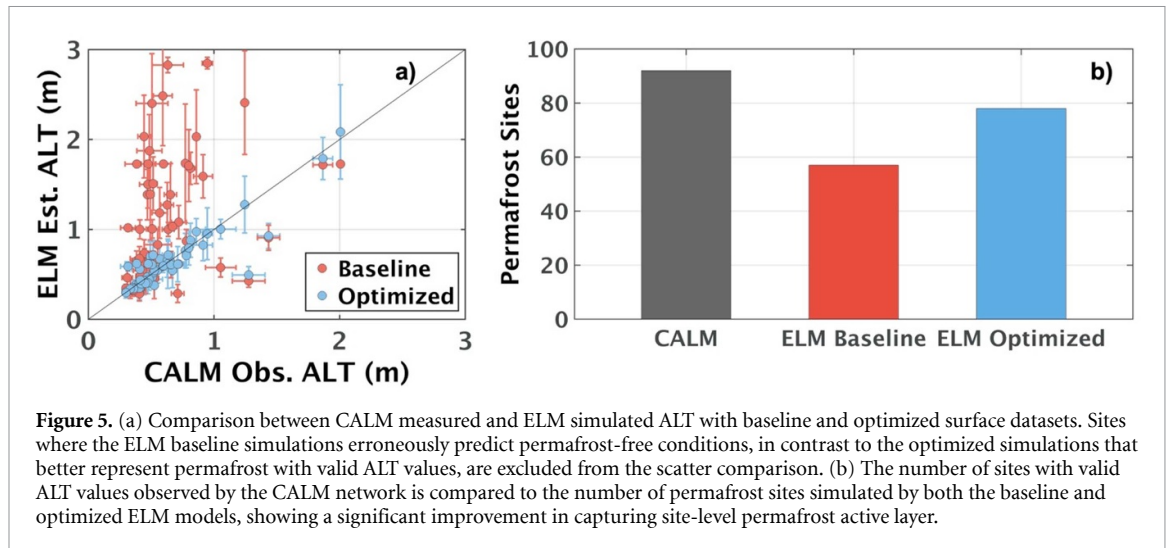 a)
3
2
1
0
ELM Est. ALT (m)
Baseline
Optimized
0 1 2 3
CALM Obs. ALT (m)
b)
100
80
60
40
20
0
Permafrost Sites
CALM ELM Baseline ELM Optimized
Figure 5. (a) Comparison between CALM measured and ELM simulated ALT with baseline and optimized surface datasets. Sites
where the ELM baseline simulations erroneously predict permafrost-free conditions, in contrast to the optimized simulations that
better represent permafrost with valid ALT values, are excluded from the scatter comparison. (b) The number of sites with valid
ALT values observed by the CALM network is compared to the number of permafrost sites simulated by both the baseline and
optimized ELM models, showing a significant improvement in capturing site-level permafrost active layer.